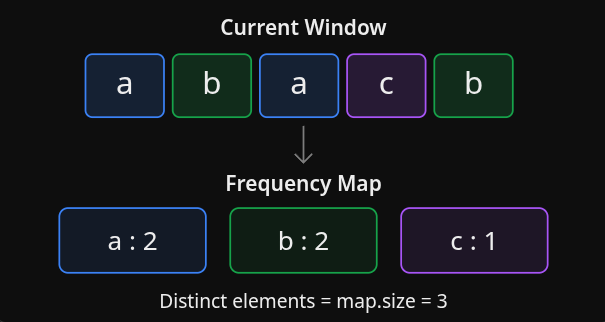 Current Window
a b a c b
Frequency Map
a : 2 b : 2 c : 1
Distinct elements = map.size = 3